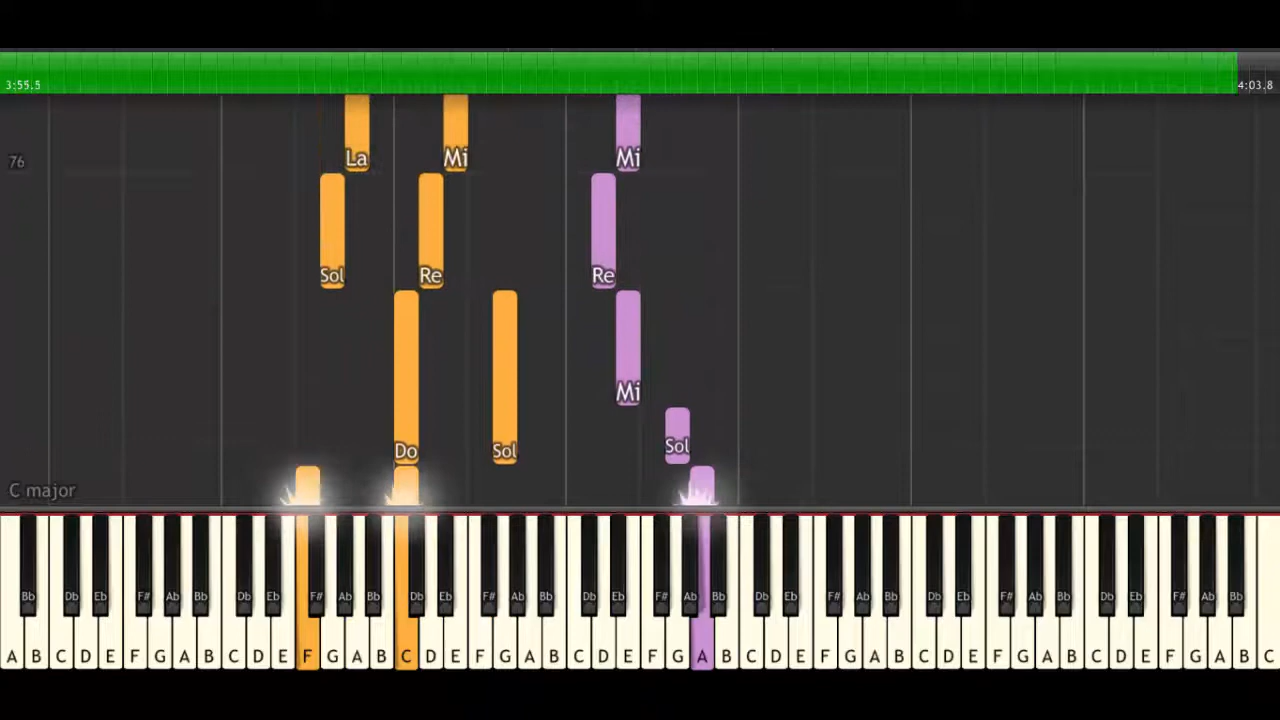 3:55.5 4:03.8
76 La Mi Mi
Sol Re Re
Mi
Do Sol Sol
C major
Bb Db Eb F# Ab Bb Db Eb F# Ab Bb Db Eb F# Ab Bb Db Eb F# Ab Bb Db Eb F# Ab Bb Db Eb F# Ab Bb Db Eb F# Ab Bb
A B C D E F G A B C D E F G A B C D E F G A B C D E F G A B C D E F G A B C D E F G A B C D E F G A B C